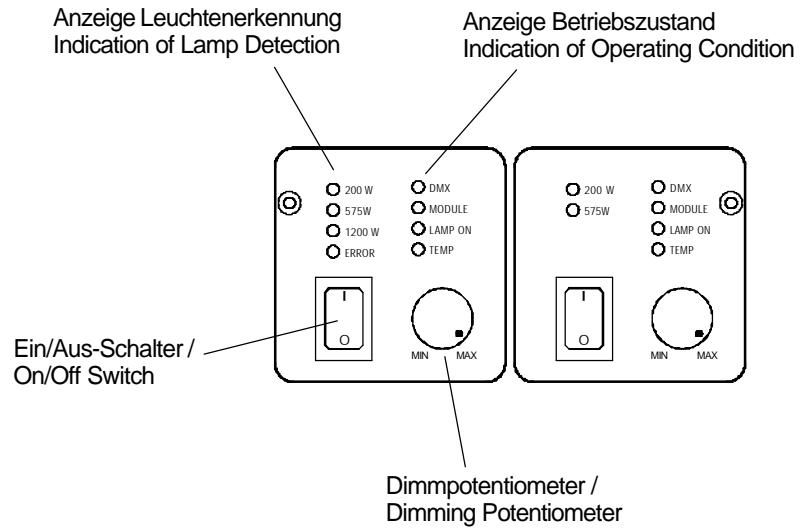 Anzeige Leuchtenerkennung
Indication of Lamp Detection
Anzeige Betriebszustand
Indication of Operating Condition
200 W
575W
1200 W
ERROR
DMX
MODULE
LAMP ON
TEMP
I
O
MIN MAX
200 W
575W
DMX
MODULE
LAMP ON
TEMP
I
O
MIN MAX
Ein/Aus-Schalter /
On/Off Switch
Dimmpotentiometer /
Dimming Potentiometer